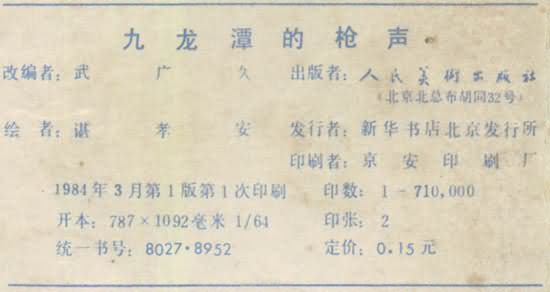 九龙潭的枪声
改编者：武广久 出版者：人民美術出版社
（北京北总布胡同32号）
绘者：谌孝安 发行者：新华书店北京发行所
印刷者：京安印刷厂
1984年3月第1版第1次印刷 印数：1－710,000
开本：787×1092毫米 1/64 印张：2
统一书号：8027·8952 定价：0.15元